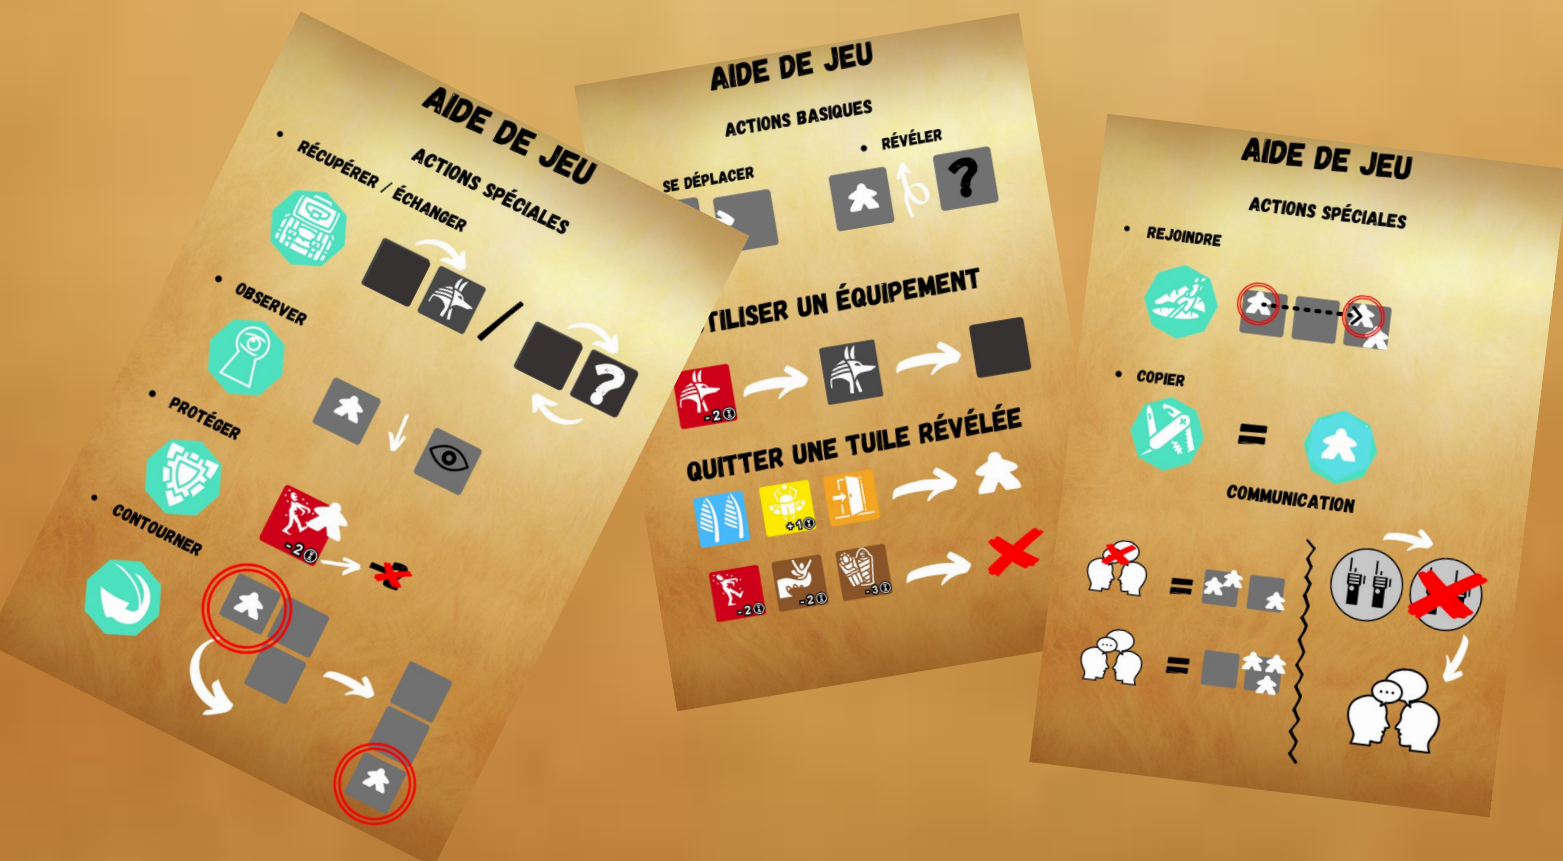 AIDE DE JEU
ACTIONS SPÉCIALES
RÉCUPÉRER / ÉCHANGER
?
OBSERVER
PROTÉGER
-2
CONTOURNER
AIDE DE JEU
ACTIONS BASIQUES
SE DÉPLACER
RÉVÉLER
?
TILISER UN ÉQUIPEMENT
-2
QUITTER UNE TUILE RÉVÉLÉE
+1
-2
-2
-3
AIDE DE JEU
ACTIONS SPÉCIALES
REJOINDRE
COPIER
=
COMMUNICATION
=
=